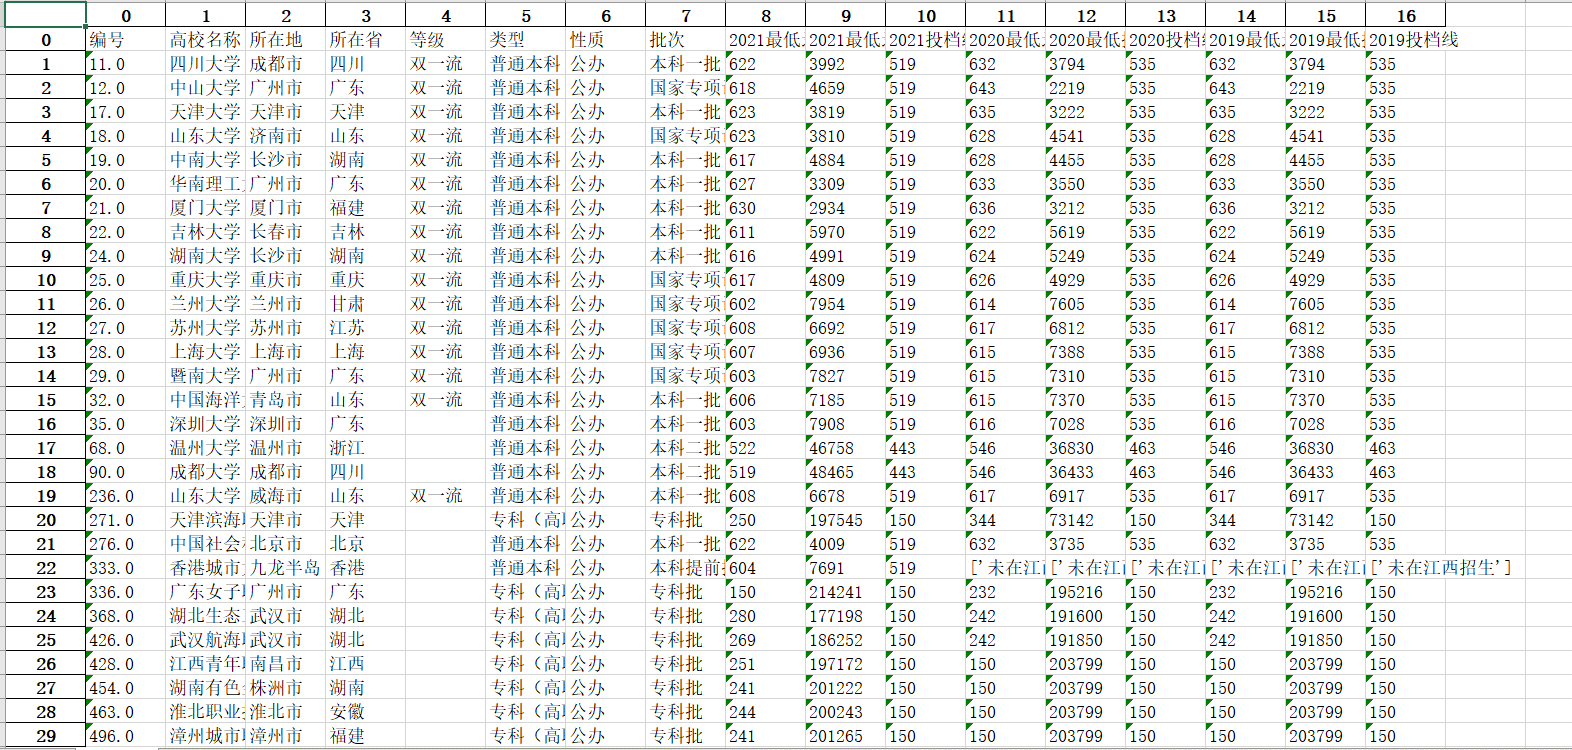 0 1 2 3 4 5 6 7 8 9 10 11 12 13 14 15 16
0 编号 高校名称 所在地 所在省 等级 类型 性质 批次 2021最低 2021最低 2021投档 2020最低 2020最低 2020投档 2019最低 2019最低 2019投档线
1 11.0 四川大学 成都市 四川 双一流 普通本科 公办 本科一批 622 3992 519 632 3794 535 632 3794 535
2 12.0 中山大学 广州市 广东 双一流 普通本科 公办 国家专项 618 4659 519 643 2219 535 643 2219 535
3 17.0 天津大学 天津市 天津 双一流 普通本科 公办 本科一批 623 3819 519 635 3222 535 635 3222 535
4 18.0 山东大学 济南市 山东 双一流 普通本科 公办 国家专项 623 3810 519 628 4541 535 628 4541 535
5 19.0 中南大学 长沙市 湖南 双一流 普通本科 公办 本科一批 617 4884 519 628 4455 535 628 4455 535
6 20.0 华南理工 广州市 广东 双一流 普通本科 公办 本科一批 627 3309 519 633 3550 535 633 3550 535
7 21.0 厦门大学 厦门市 福建 双一流 普通本科 公办 本科一批 630 2934 519 636 3212 535 636 3212 535
8 22.0 吉林大学 长春市 吉林 双一流 普通本科 公办 本科一批 611 5970 519 622 5619 535 622 5619 535
9 24.0 湖南大学 长沙市 湖南 双一流 普通本科 公办 本科一批 616 4991 519 624 5249 535 624 5249 535
10 25.0 重庆大学 重庆市 重庆 双一流 普通本科 公办 国家专项 617 4809 519 626 4929 535 626 4929 535
11 26.0 兰州大学 兰州市 甘肃 双一流 普通本科 公办 国家专项 602 7954 519 614 7605 535 614 7605 535
12 27.0 苏州大学 苏州市 江苏 双一流 普通本科 公办 国家专项 608 6692 519 617 6812 535 617 6812 535
13 28.0 上海大学 上海市 上海 双一流 普通本科 公办 国家专项 607 6936 519 615 7388 535 615 7388 535
14 29.0 暨南大学 广州市 广东 双一流 普通本科 公办 国家专项 603 7827 519 615 7310 535 615 7310 535
15 32.0 中国海洋 青岛市 山东 双一流 普通本科 公办 本科一批 606 7185 519 615 7370 535 615 7370 535
16 35.0 深圳大学 深圳市 广东 普通本科 公办 本科一批 603 7908 519 616 7028 535 616 7028 535
17 68.0 温州大学 温州市 浙江 普通本科 公办 本科二批 522 46758 443 546 36830 463 546 36830 463
18 90.0 成都大学 成都市 四川 普通本科 公办 本科二批 519 48465 443 546 36433 463 546 36433 463
19 236.0 山东大学 威海市 山东 双一流 普通本科 公办 本科一批 608 6678 519 617 6917 535 617 6917 535
20 271.0 天津滨海 天津市 天津 专科（高 公办 专科批 250 197545 150 344 73142 150 344 73142 150
21 276.0 中国社会 北京市 北京 普通本科 公办 本科一批 622 4009 519 632 3735 535 632 3735 535
22 333.0 香港城市 九龙半岛 香港 普通本科 公办 本科提前 604 7691 519 ['未在江 ['未在江 ['未在江 ['未在江 ['未在江 ['未在江西招生']
23 336.0 广东女子 广州市 广东 专科（高 公办 专科批 150 214241 150 232 195216 150 232 195216 150
24 368.0 湖北生态 武汉市 湖北 专科（高 公办 专科批 280 177198 150 242 191600 150 242 191600 150
25 426.0 武汉航海 武汉市 湖北 专科（高 公办 专科批 269 186252 150 242 191850 150 242 191850 150
26 428.0 江西青年 南昌市 江西 专科（高 公办 专科批 251 197172 150 150 203799 150 150 203799 150
27 454.0 湖南有色 株洲市 湖南 专科（高 公办 专科批 241 201222 150 150 203799 150 150 203799 150
28 463.0 淮北职业 淮北市 安徽 专科（高 公办 专科批 244 200243 150 150 203799 150 150 203799 150
29 496.0 漳州城市 漳州市 福建 专科（高 公办 专科批 241 201265 150 150 203799 150 150 203799 150